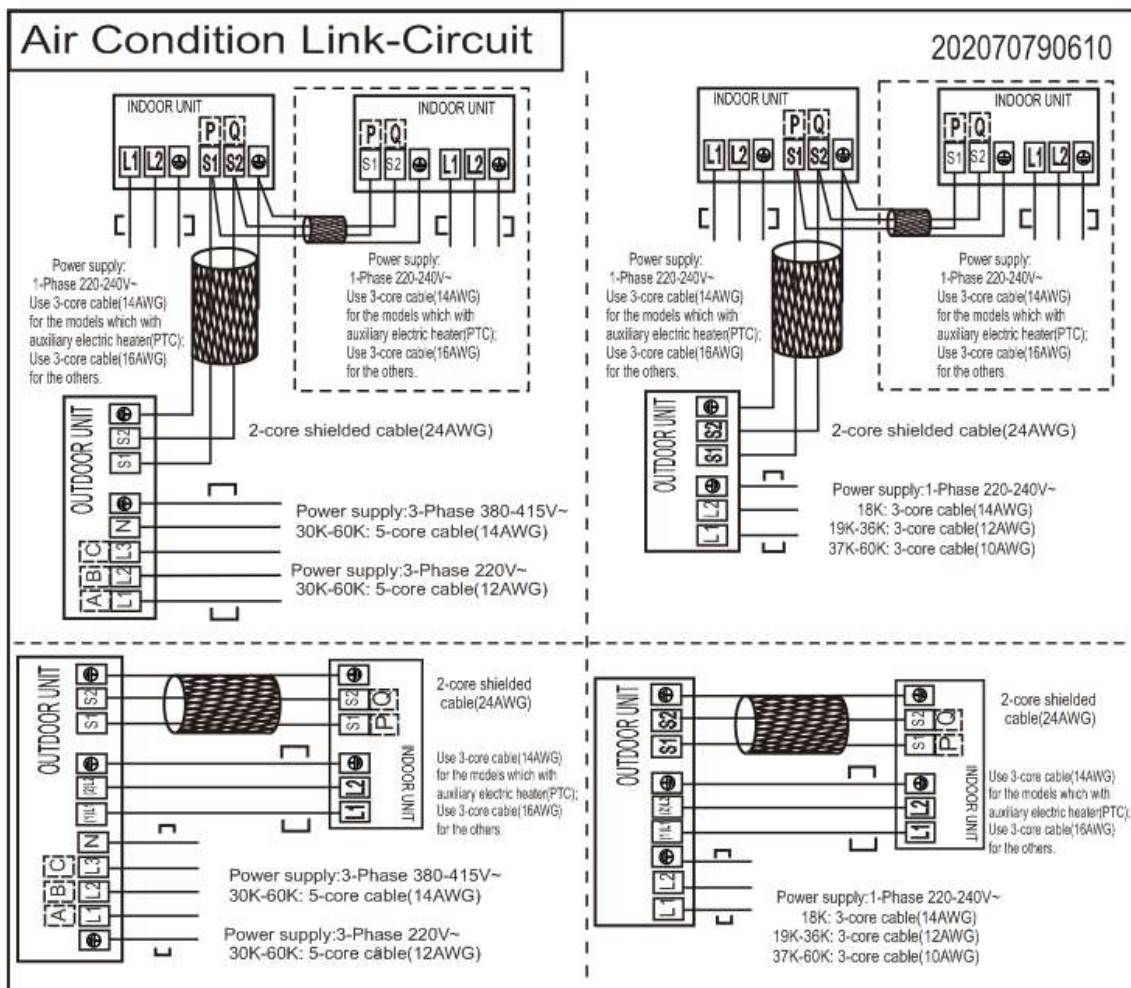 Air Condition Link-Circuit
202070790610
INDOOR UNIT
P Q
L1 L2 S1 S2
INDOOR UNIT
P Q
S1 S2 L1 L2
Power supply:
1-Phase 220-240V~
Use 3-core cable(14AWG)
for the models which with
auxiliary electric heater(PTC);
Use 3-core cable(16AWG)
for the others.
Power supply:
1-Phase 220-240V~
Use 3-core cable(14AWG)
for the models which with
auxiliary electric heater(PTC);
Use 3-core cable(16AWG)
for the others.
OUTDOOR UNIT
S2
S1
N
C L3
B L2
A L1
2-core shielded cable(24AWG)
Power supply:3-Phase 380-415V~
30K-60K: 5-core cable(14AWG)
Power supply:3-Phase 220V~
30K-60K: 5-core cable(12AWG)
INDOOR UNIT
P Q
L1 L2 S1 S2
INDOOR UNIT
P Q
S1 S2 L1 L2
Power supply:
1-Phase 220-240V~
Use 3-core cable(14AWG)
for the models which with
auxiliary electric heater(PTC);
Use 3-core cable(16AWG)
for the others.
Power supply:
1-Phase 220-240V~
Use 3-core cable(14AWG)
for the models which with
auxiliary electric heater(PTC);
Use 3-core cable(16AWG)
for the others.
OUTDOOR UNIT
S2
S1
L2
L1
2-core shielded cable(24AWG)
Power supply:1-Phase 220-240V~
18K: 3-core cable(14AWG)
19K-36K: 3-core cable(12AWG)
37K-60K: 3-core cable(10AWG)
OUTDOOR UNIT
S2
S1
(2)L2
(1)L1
N
C L3
B L2
A L1
S2 Q
S1 P
L2
L1
INDOOR UNIT
2-core shielded
cable(24AWG)
Use 3-core cable(14AWG)
for the models which with
auxiliary electric heater(PTC);
Use 3-core cable(16AWG)
for the others.
Power supply:3-Phase 380-415V~
30K-60K: 5-core cable(14AWG)
Power supply:3-Phase 220V~
30K-60K: 5-core cable(12AWG)
OUTDOOR UNIT
S2
S1
(2)L2
(1)L1
L2
L1
S2 Q
S1 P
L2
L1
INDOOR UNIT
2-core shielded
cable(24AWG)
Use 3-core cable(14AWG)
for the models which with
auxiliary electric heater(PTC);
Use 3-core cable(16AWG)
for the others.
Power supply:1-Phase 220-240V~
18K: 3-core cable(14AWG)
19K-36K: 3-core cable(12AWG)
37K-60K: 3-core cable(10AWG)